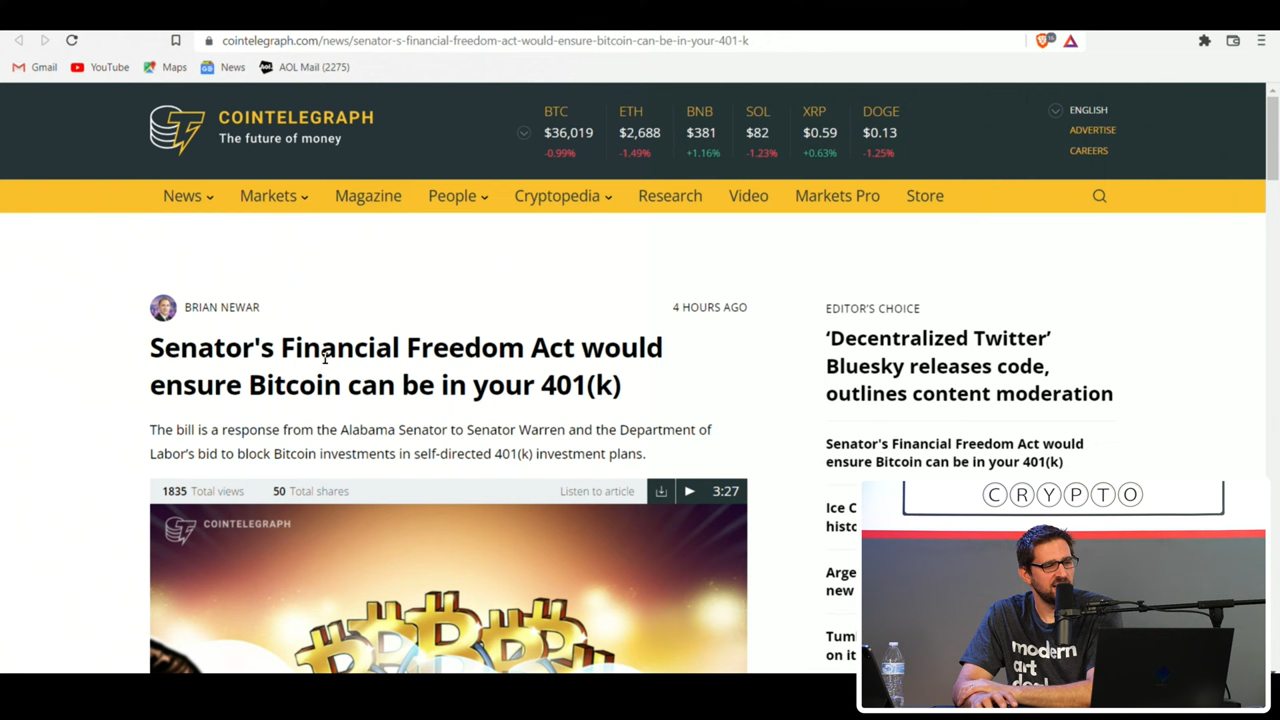 cointelegraph.com/news/senator-s-financial-freedom-act-would-ensure-bitcoin-can-be-in-your-401-k
Gmail YouTube Maps News AOL Mail (2275)
COINTELEGRAPH
The future of money
BTC ETH BNB SOL XRP DOGE
$36,019 $2,688 $381 $82 $0.59 $0.13
-0.99% -1.49% +1.16% -1.23% +0.63% -1.25%
ENGLISH
ADVERTISE
CAREERS
News Markets Magazine People Cryptopedia Research Video Markets Pro Store
BRIAN NEWAR
4 HOURS AGO
Senator's Financial Freedom Act would
ensure Bitcoin can be in your 401(k)
The bill is a response from the Alabama Senator to Senator Warren and the Department of
Labor's bid to block Bitcoin investments in self-directed 401(k) investment plans.
1835 Total views 50 Total shares Listen to article 3:27
COINTELEGRAPH
EDITOR'S CHOICE
‘Decentralized Twitter’
Bluesky releases code,
outlines content moderation
Senator's Financial Freedom Act would
ensure Bitcoin can be in your 401(k)
Ice C
histo
Arge
new
Tum
on it
CRYPTO
modern
art